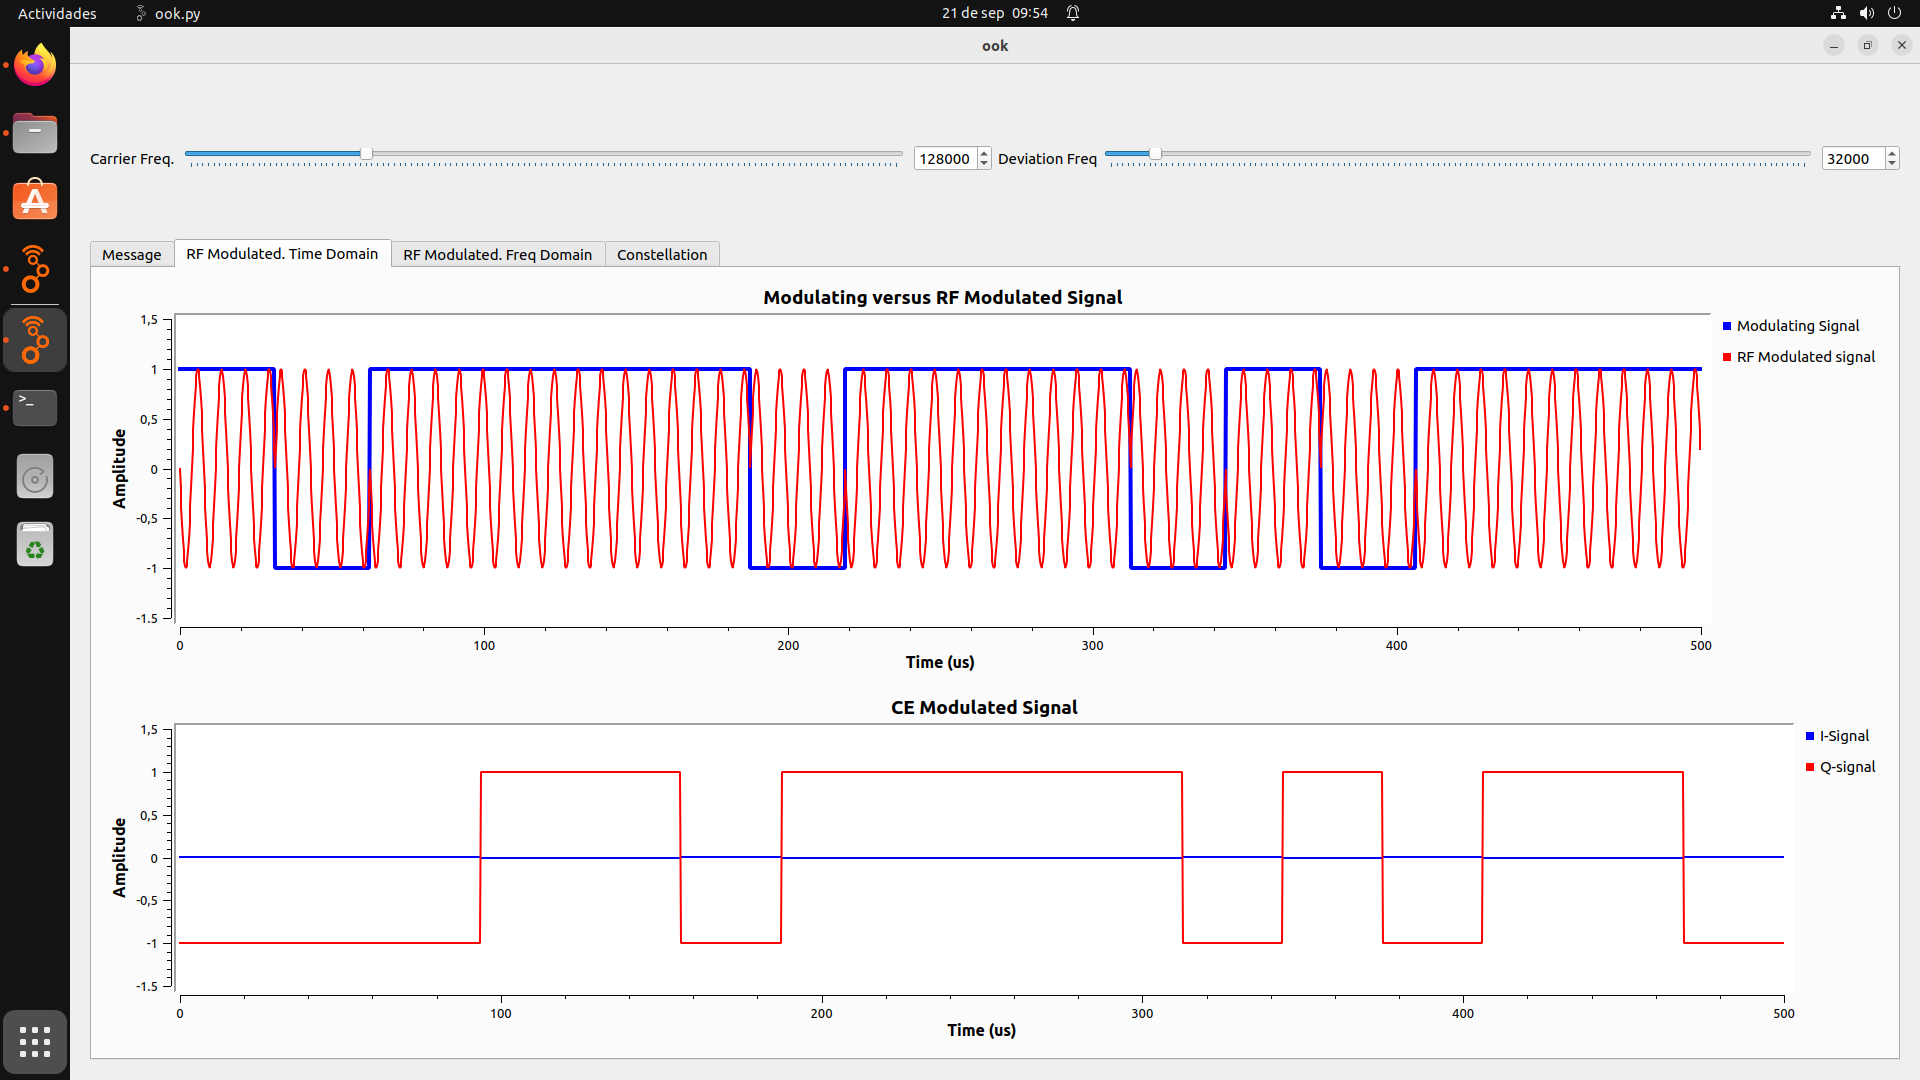 Actividades ook.py 21 de sep 09:54
ook
Carrier Freq. 128000 Deviation Freq 32000
Message RF Modulated. Time Domain RF Modulated. Freq Domain Constellation
Modulating versus RF Modulated Signal
Modulating Signal
RF Modulated signal
Amplitude
1,5
1
0,5
0
-0,5
-1
-1.5
0 100 200 300 400 500
Time (us)
CE Modulated Signal
I-Signal
Q-signal
Amplitude
1,5
1
0,5
0
-0,5
-1
-1.5
0 100 200 300 400 500
Time (us)